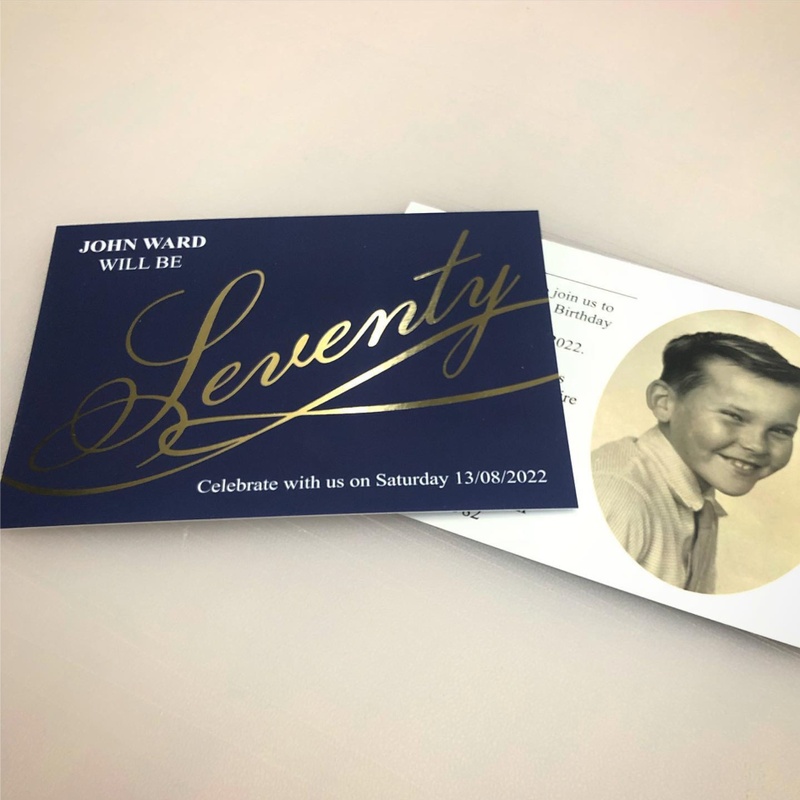 JOHN WARD
WILL BE
Seventy
Celebrate with us on Saturday 13/08/2022
join us to
Birthday
2022.